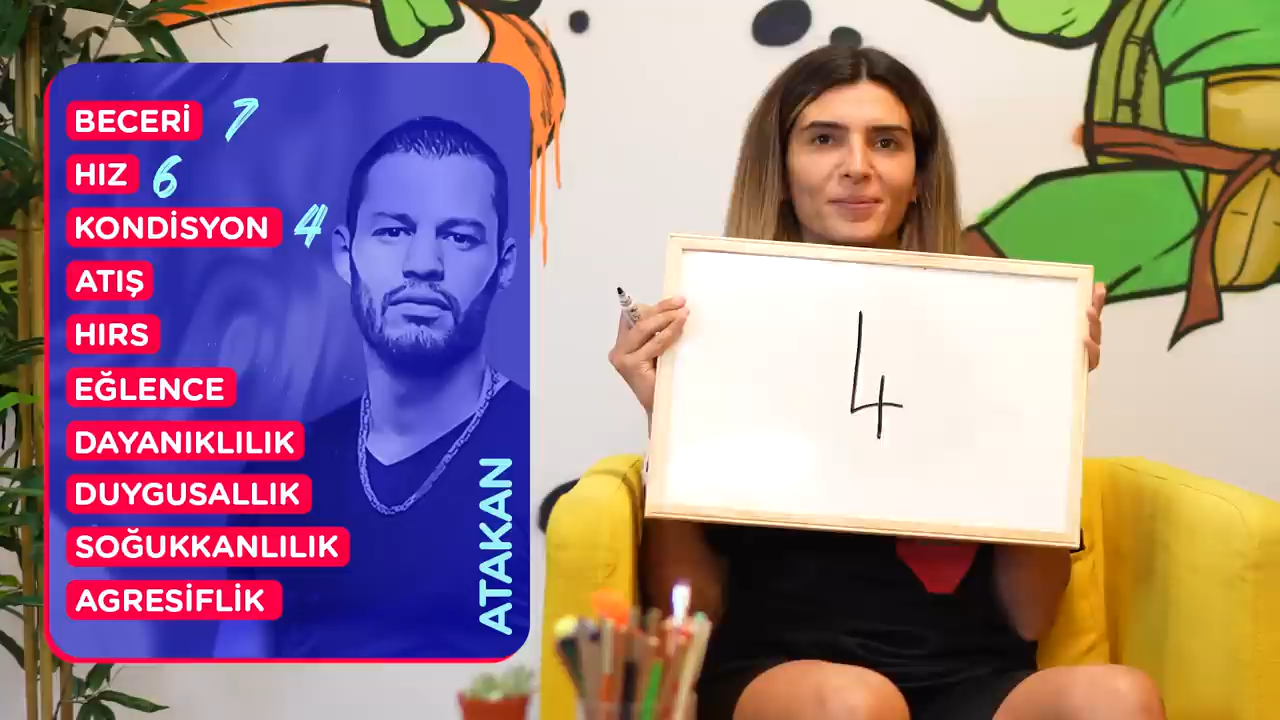 BECERİ 7
HIZ 6
KONDİSYON 4
ATIŞ
HIRS
EĞLENCE
DAYANIKLILIK
DUYGUSALLIK
SOĞUKKANLILIK
AGRESİFLİK
ATAKAN
4